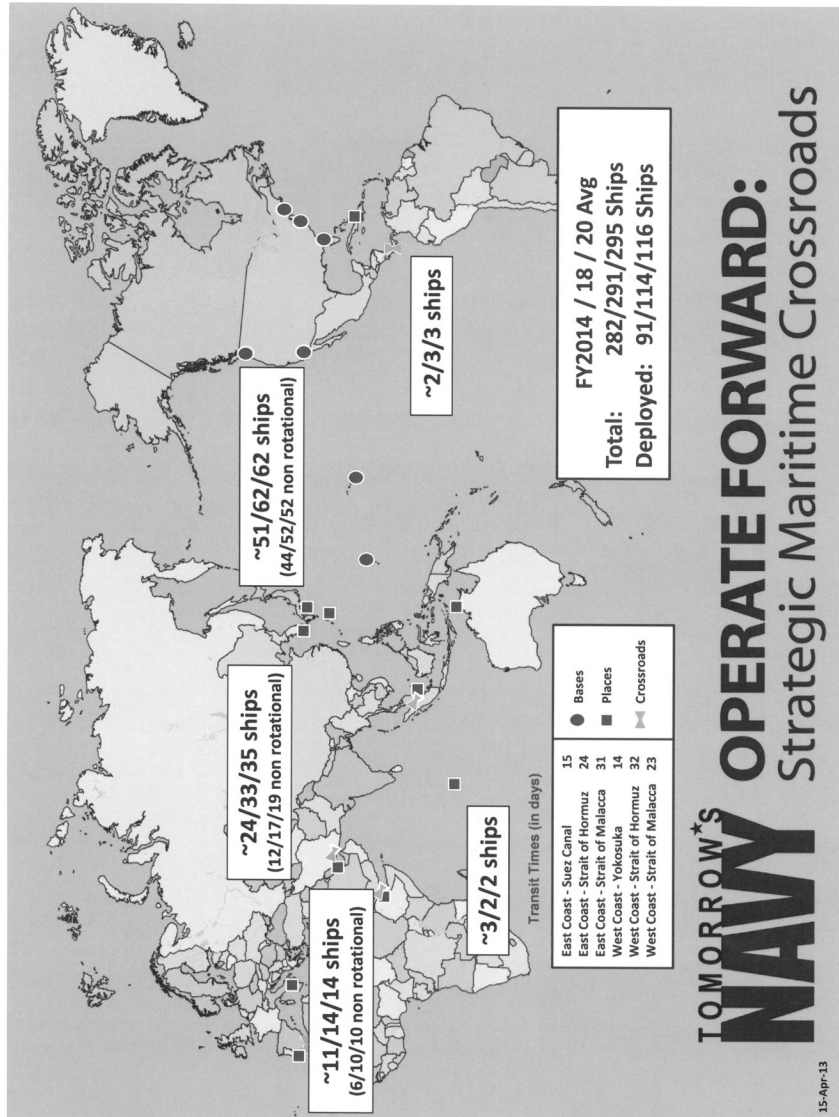 ~11/14/14 ships
(6/10/10 non rotational)
~24/33/35 ships
(12/17/19 non rotational)
~51/62/62 ships
(44/52/52 non rotational)
~3/2/2 ships
~2/3/3 ships
FY2014 / 18 / 20 Avg
Total: 282/291/295 Ships
Deployed: 91/114/116 Ships
Transit Times (in days)
East Coast - Suez Canal 15
East Coast - Strait of Hormuz 24
East Coast - Strait of Malacca 31
West Coast - Yokosuka 14
West Coast - Strait of Hormuz 32
West Coast - Strait of Malacca 23
Bases
Places
Crossroads
TOMORROW'S
NAVY
OPERATE FORWARD:
Strategic Maritime Crossroads
15-Apr-13